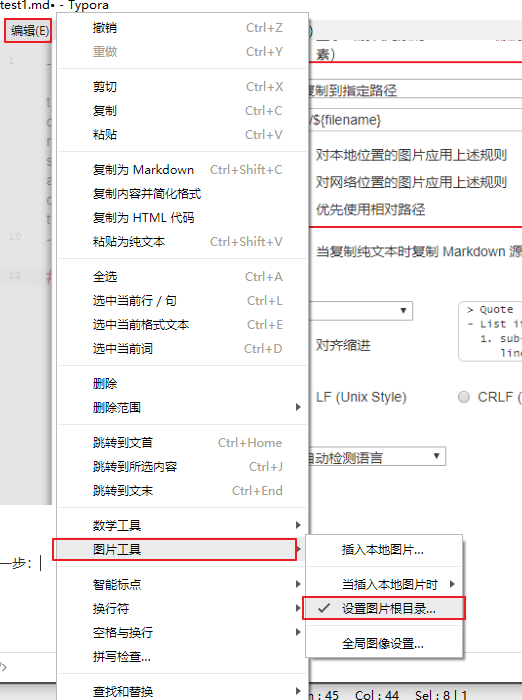 test1.md• - Typora
编辑(E)
撤销 Ctrl+Z
重做 Ctrl+Y
剪切 Ctrl+X
复制 Ctrl+C
粘贴 Ctrl+V
复制为 Markdown Ctrl+Shift+C
复制内容并简化格式
复制为 HTML 代码
粘贴为纯文本 Ctrl+Shift+V
全选 Ctrl+A
选中当前行 / 句 Ctrl+L
选中当前格式文本 Ctrl+E
选中当前词 Ctrl+D
删除
删除范围
跳转到文首 Ctrl+Home
跳转到所选内容 Ctrl+J
跳转到文末 Ctrl+End
数学工具
图片工具
智能标点
换行符
空格与换行
拼写检查...
查找和替换
插入本地图片...
当插入本地图片时
设置图片根目录...
全局图像设置...
素）
复制到指定路径
/${filename}
对本地位置的图片应用上述规则
对网络位置的图片应用上述规则
优先使用相对路径
当复制纯文本时复制 Markdown 源
> Quote
- List it
1. sub-
line
对齐缩进
LF (Unix Style)
CRLF (
自动检测语言
1
10
12
一步：
/>
: 45 Col : 44 Sel : 8 | 1